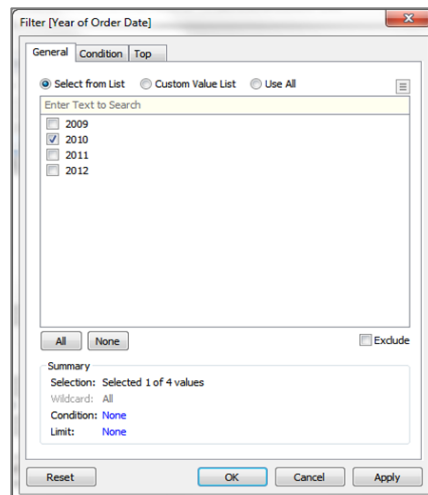 Filter [Year of Order Date]
General Condition Top
Select from List Custom Value List Use All
Enter Text to Search
2009
2010
2011
2012
All None Exclude
Summary
Selection: Selected 1 of 4 values
Wildcard: All
Condition: None
Limit: None
Reset OK Cancel Apply